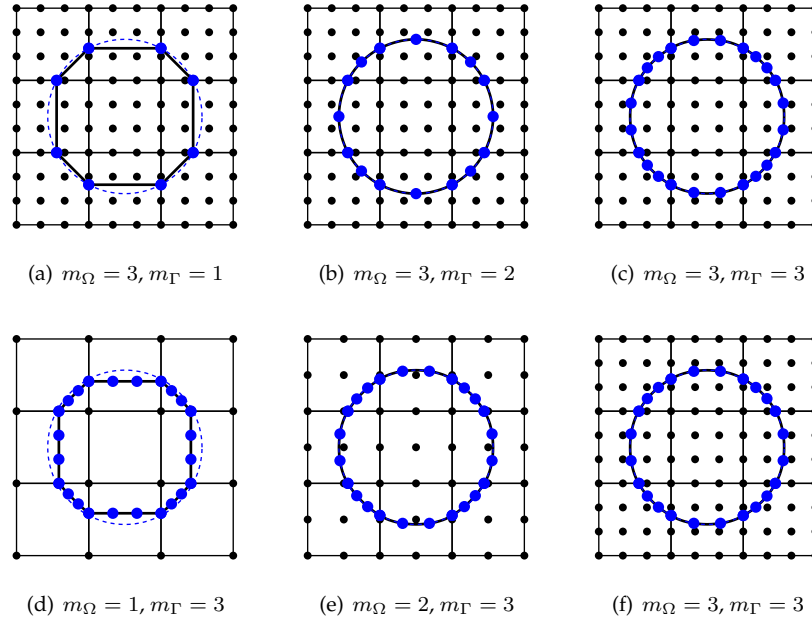 (a) $m_\Omega = 3, m_\Gamma = 1$
(b) $m_\Omega = 3, m_\Gamma = 2$
(c) $m_\Omega = 3, m_\Gamma = 3$
(d) $m_\Omega = 1, m_\Gamma = 3$
(e) $m_\Omega = 2, m_\Gamma = 3$
(f) $m_\Omega = 3, m_\Gamma = 3$